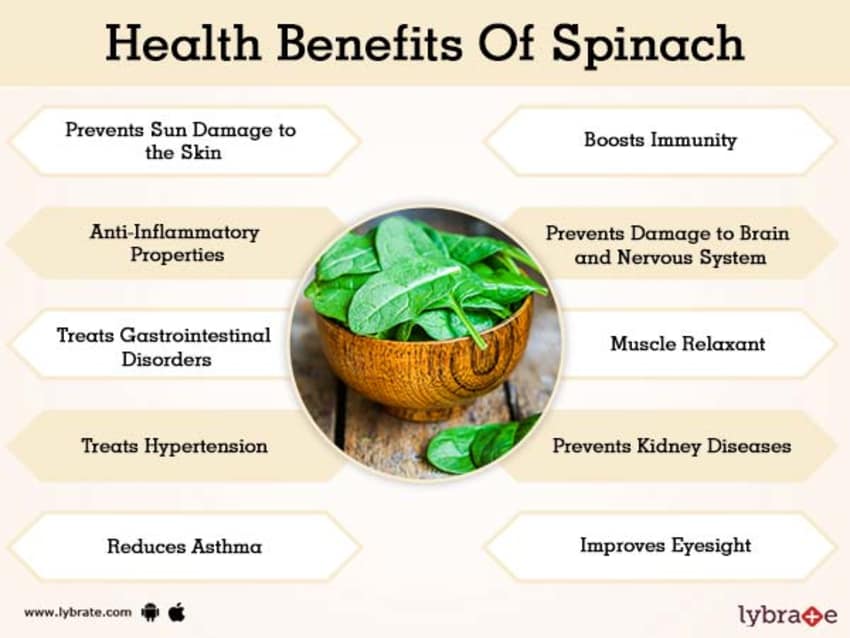 Health Benefits Of Spinach
Prevents Sun Damage to
the Skin
Boosts Immunity
Anti-Inflammatory
Properties
Prevents Damage to Brain
and Nervous System
Treats Gastrointestinal
Disorders
Muscle Relaxant
Treats Hypertension
Prevents Kidney Diseases
Reduces Asthma
Improves Eyesight
www.lybrate.com
lybrate